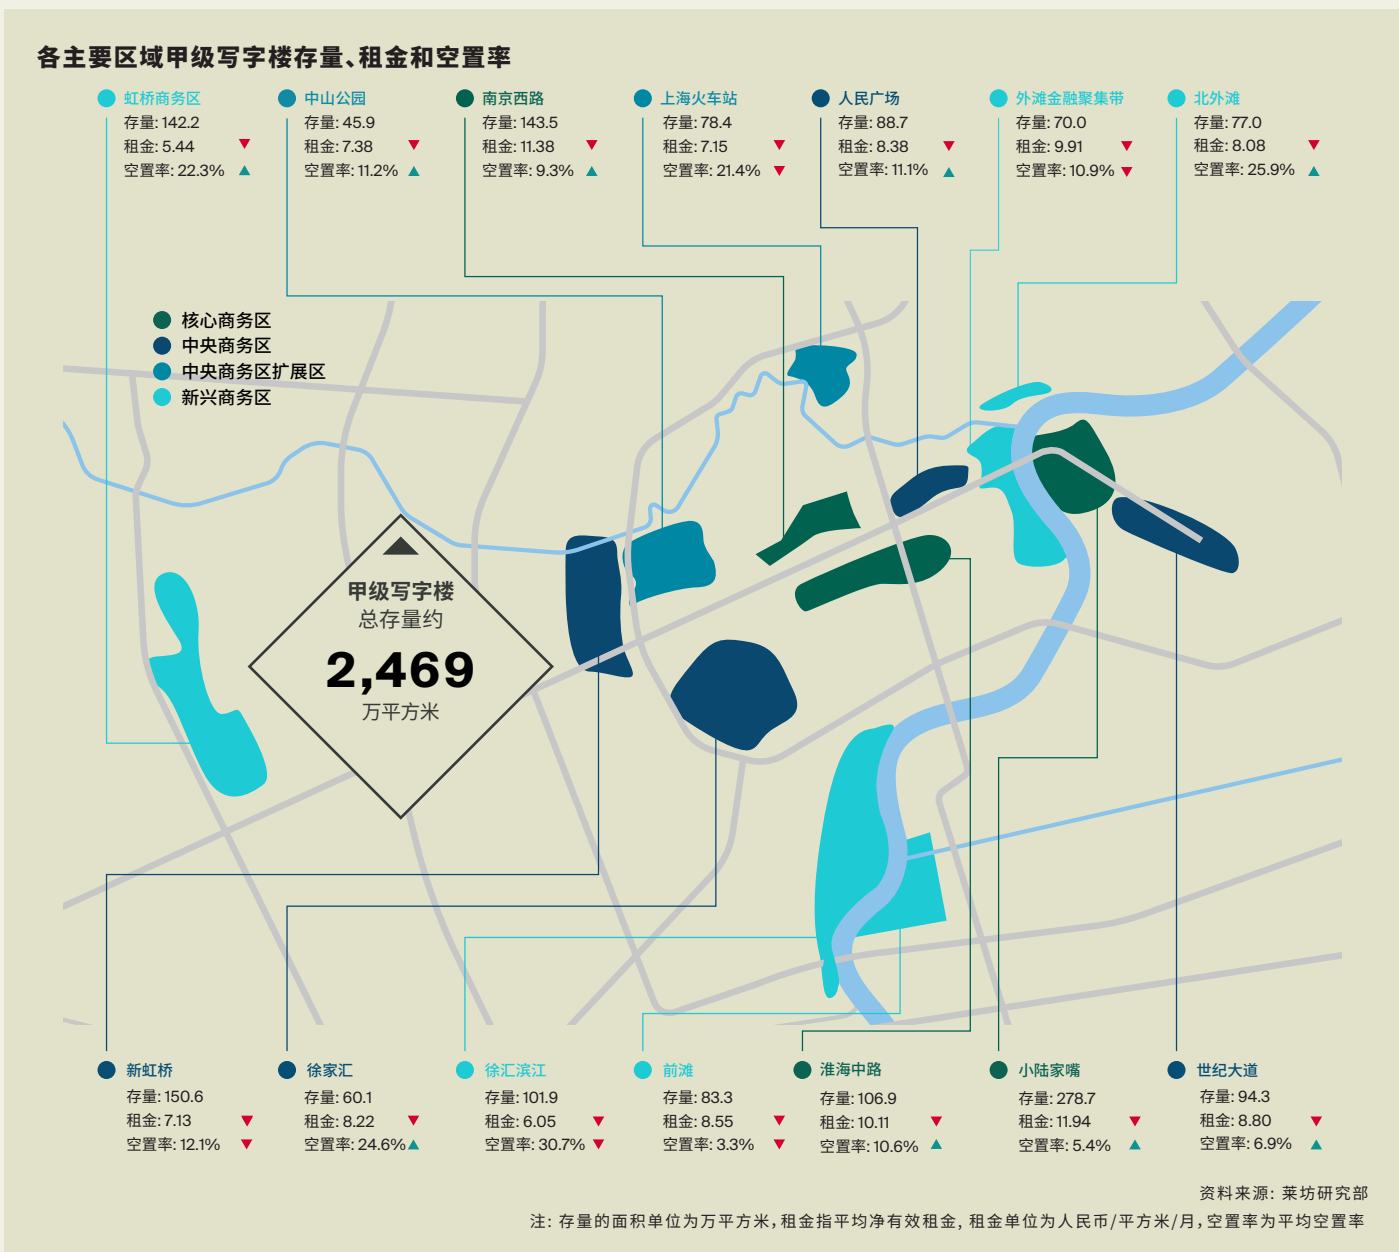 各主要区域甲级写字楼存量、租金和空置率
虹桥商务区
存量: 142.2
租金: 5.44
空置率: 22.3%
中山公园
存量: 45.9
租金: 7.38
空置率: 11.2%
南京西路
存量: 143.5
租金: 11.38
空置率: 9.3%
上海火车站
存量: 78.4
租金: 7.15
空置率: 21.4%
人民广场
存量: 88.7
租金: 8.38
空置率: 11.1%
外滩金融聚集带
存量: 70.0
租金: 9.91
空置率: 10.9%
北外滩
存量: 77.0
租金: 8.08
空置率: 25.9%
核心商务区
中央商务区
中央商务区扩展区
新兴商务区
甲级写字楼
总存量约
2,469
万平方米
新虹桥
存量: 150.6
租金: 7.13
空置率: 12.1%
徐家汇
存量: 60.1
租金: 8.22
空置率: 24.6%
徐汇滨江
存量: 101.9
租金: 6.05
空置率: 30.7%
前滩
存量: 83.3
租金: 8.55
空置率: 3.3%
淮海中路
存量: 106.9
租金: 10.11
空置率: 10.6%
小陆家嘴
存量: 278.7
租金: 11.94
空置率: 5.4%
世纪大道
存量: 94.3
租金: 8.80
空置率: 6.9%
资料来源: 莱坊研究部
注: 存量的面积单位为万平方米,租金指平均净有效租金, 租金单位为人民币/平方米/月,空置率为平均空置率